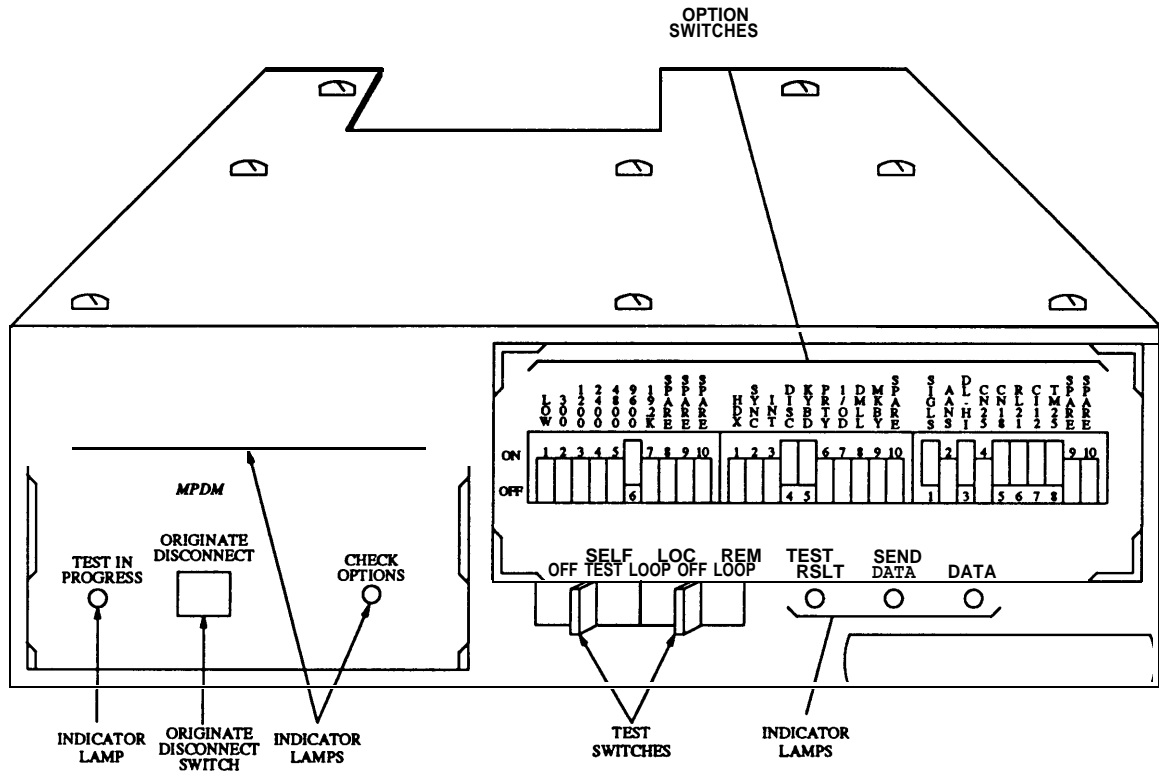 OPTION
SWITCHES
LOW 300 1200 2400 4800 9600 192K SPARE SPARE SPARE HDX SYNC INT DISC KYBD PRTY I/OD DMLL MKBY SPARE SIGLS AANS DL-HI CN25 CN18 RL21 CI12 TM25 SPARE SPARE
ON 1 2 3 4 5 7 8 9 10 1 2 3 6 7 8 9 10 2 4 9 10
OFF 6 4 5 1 3 5 6 7 8
MPDM
TEST IN
PROGRESS
ORIGINATE
DISCONNECT
CHECK
OPTIONS
SELF LOC REM
OFF TEST LOOP OFF LOOP
TEST
RSLT
SEND
DATA
DATA
INDICATOR
LAMP
ORIGINATE
DISCONNECT
SWITCH
INDICATOR
LAMPS
TEST
SWITCHES
INDICATOR
LAMPS